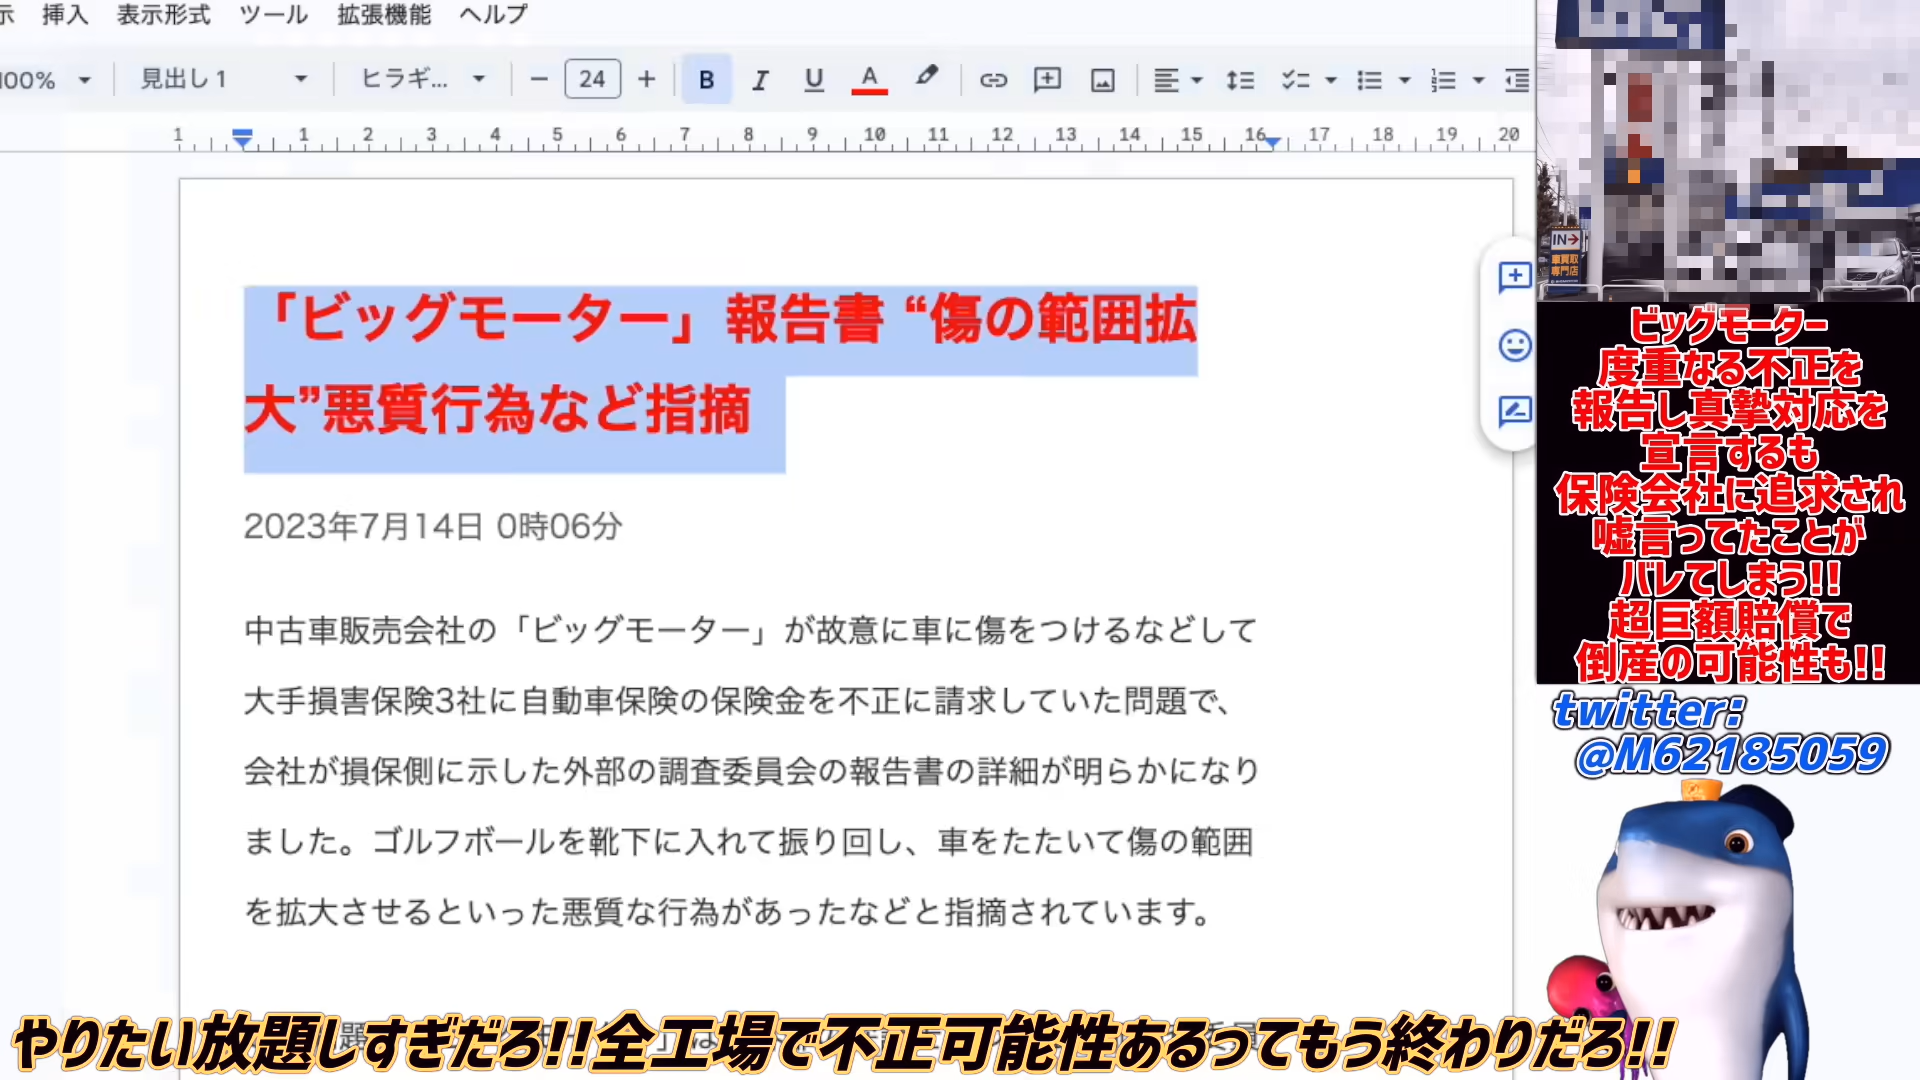 示 挿入 表示形式 ツール 拡張機能 ヘルプ
100% 見出し1 ヒラギ... − 24 + B I U A
1 1 2 3 4 5 6 7 8 9 10 11 12 13 14 15 16 17 18 19 20
「ビッグモーター」報告書 “傷の範囲拡
大”悪質行為など指摘
2023年7月14日 0時06分
中古車販売会社の「ビッグモーター」が故意に車に傷をつけるなどして
大手損害保険3社に自動車保険の保険金を不正に請求していた問題で、
会社が損保側に示した外部の調査委員会の報告書の詳細が明らかになり
ました。ゴルフボールを靴下に入れて振り回し、車をたたいて傷の範囲
を拡大させるといった悪質な行為があったなどと指摘されています。
やりたい放題しすぎだろ!!全工場で不正可能性あるってもう終わりだろ!!
IN→
車買取
専門店
ビッグモーター
度重なる不正を
報告し真摯対応を
宣言するも
保険会社に追求され
嘘言ってたことが
バレてしまう!!
超巨額賠償で
倒産の可能性も!!
twitter:
@M62185059